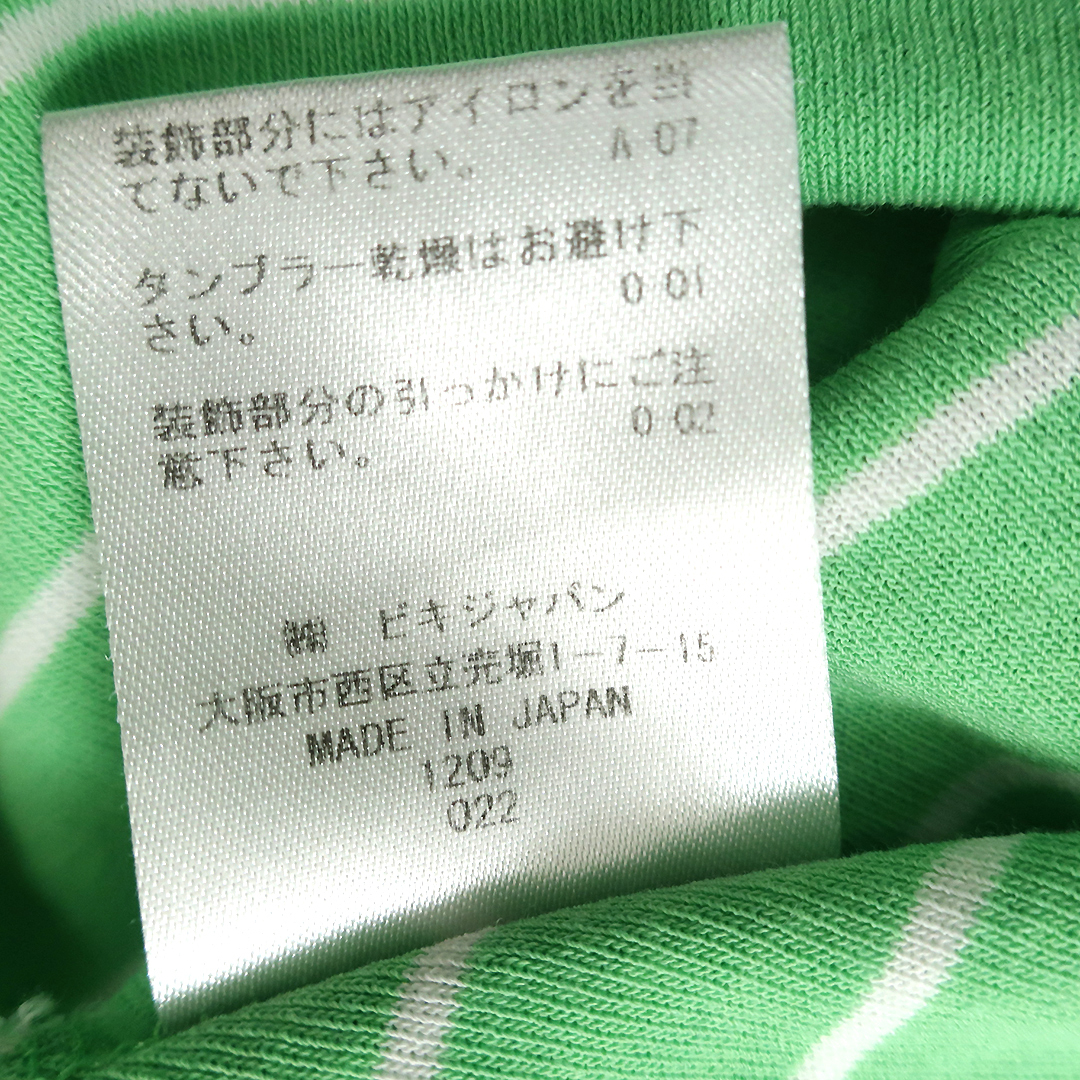 装飾部分にはアイロンを当
てないで下さい。 A 07
タンブラー乾燥はお避け下
さい。 0 01
装飾部分の引っかけにご注
意下さい。 0 02
㈱ ビキジャパン
大阪市西区立売堀1-7-15
MADE IN JAPAN
1209
022